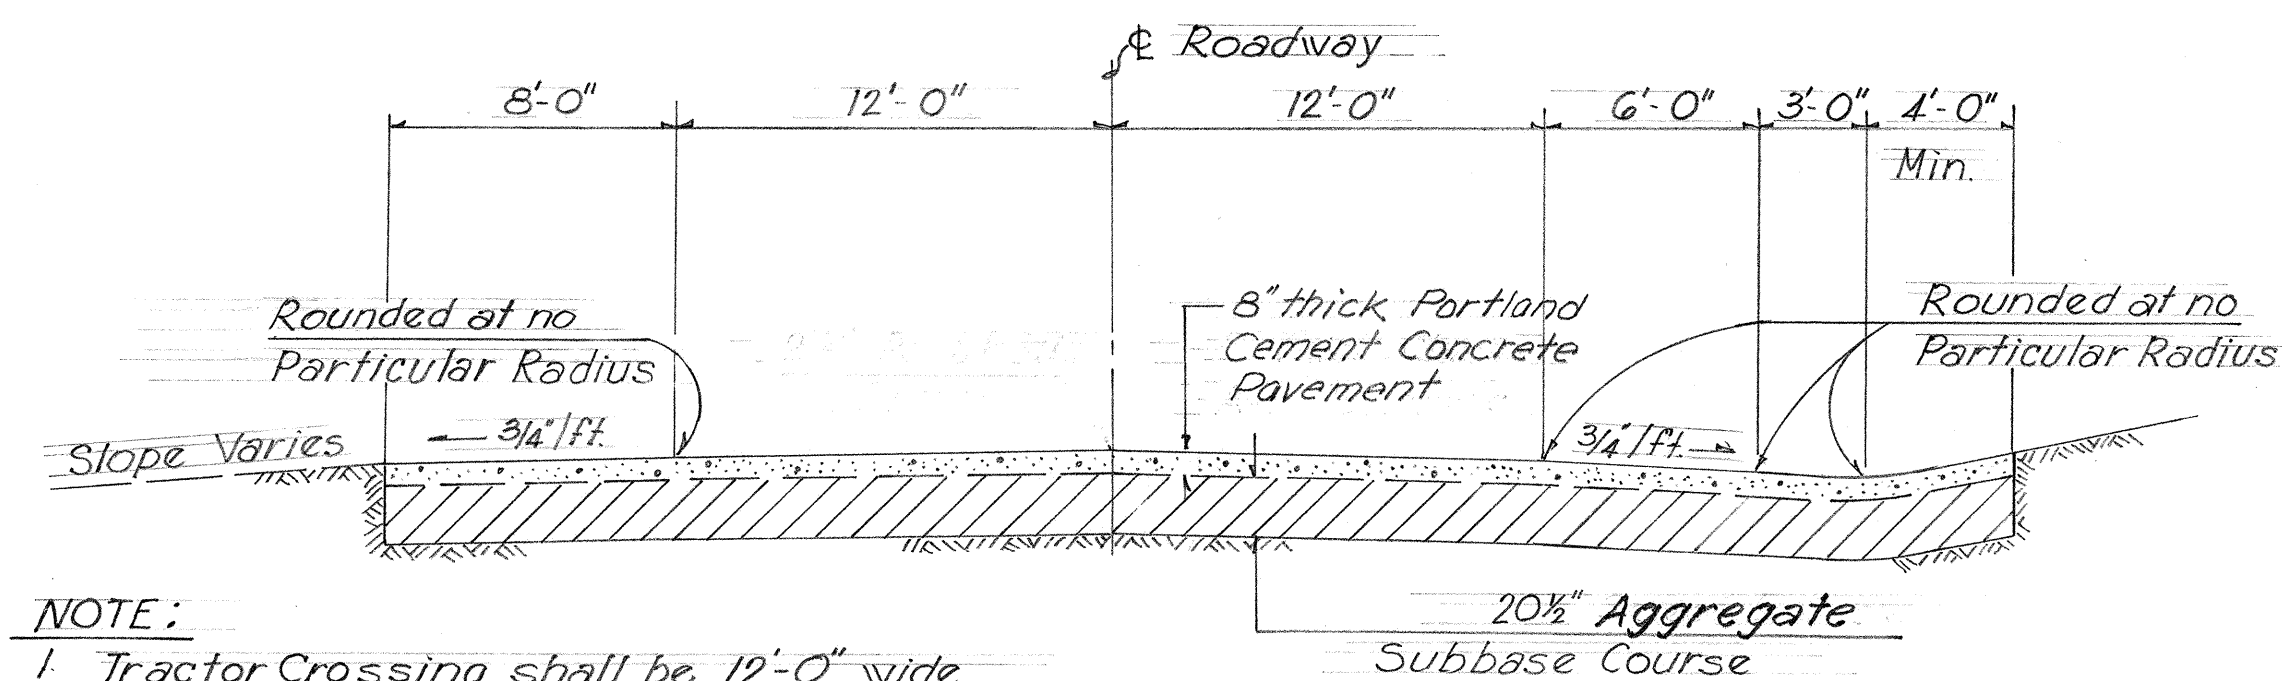 ℄ Roadway
8'-0" 12'-0" 12'-0" 6'-0" 3'-0" 4'-0"
Min.
Rounded at no
Particular Radius
8" thick Portland
Cement Concrete
Pavement
Rounded at no
Particular Radius
Slope Varies
3/4"/ft.
3/4"/ft.
NOTE:
1. Tractor Crossing shall be 12'-0" wide
20½" Aggregate
Subbase Course